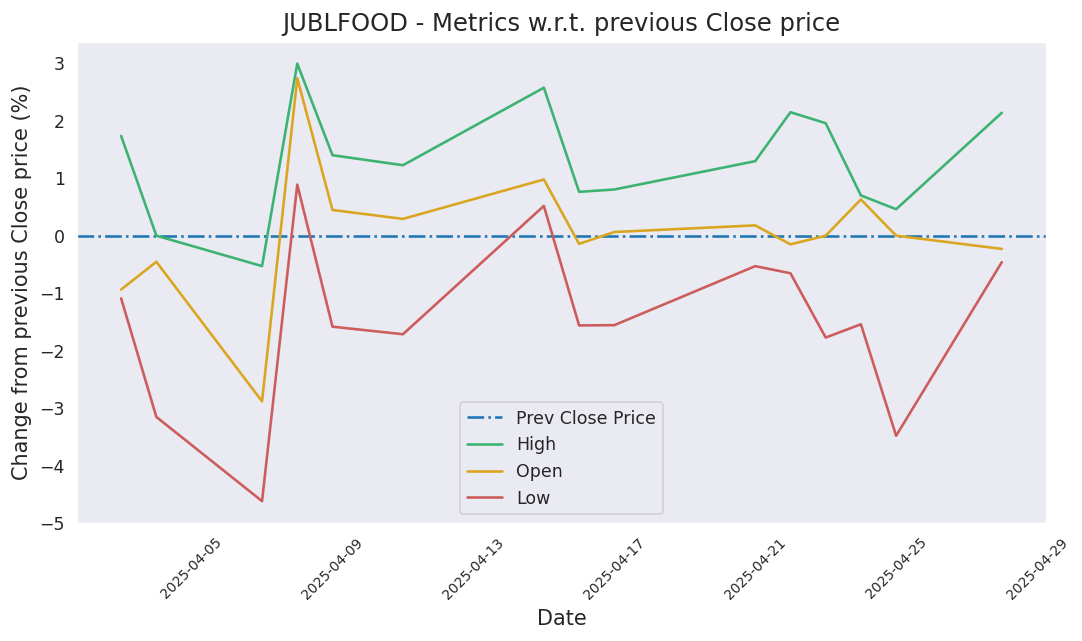 JUBLFOOD - Metrics w.r.t. previous Close price
Change from previous Close price (%)
3
2
1
0
−1
−2
−3
−4
−5
Prev Close Price
High
Open
Low
2025-04-05
2025-04-09
2025-04-13
2025-04-17
2025-04-21
2025-04-25
2025-04-29
Date